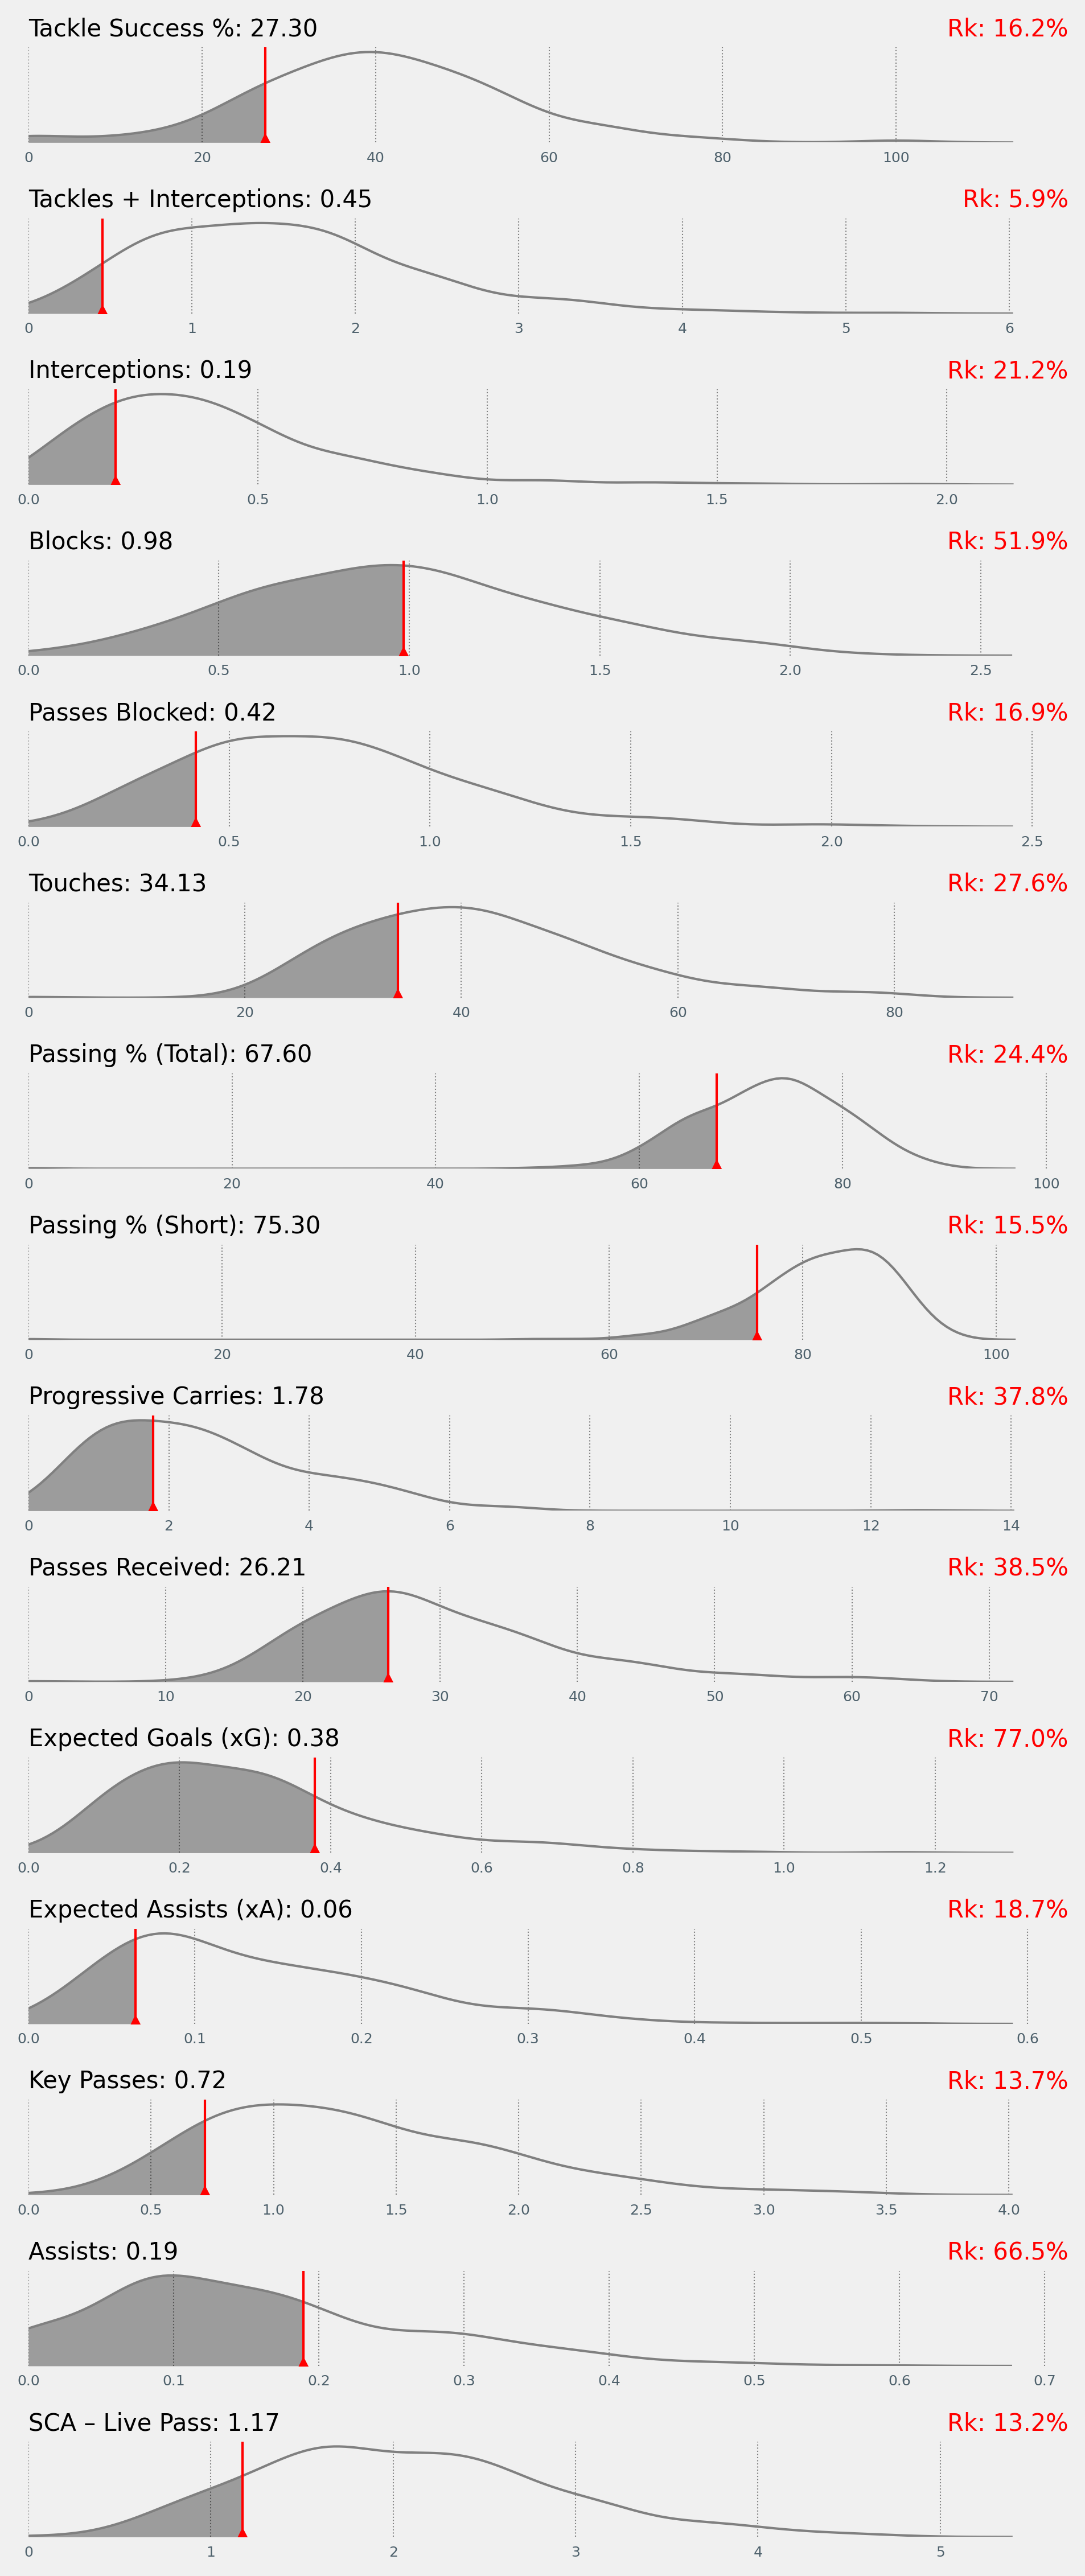 Tackle Success %: 27.30 Rk: 16.2%
0 20 40 60 80 100
Tackles + Interceptions: 0.45 Rk: 5.9%
0 1 2 3 4 5 6
Interceptions: 0.19 Rk: 21.2%
0.0 0.5 1.0 1.5 2.0
Blocks: 0.98 Rk: 51.9%
0.0 0.5 1.0 1.5 2.0 2.5
Passes Blocked: 0.42 Rk: 16.9%
0.0 0.5 1.0 1.5 2.0 2.5
Touches: 34.13 Rk: 27.6%
0 20 40 60 80
Passing % (Total): 67.60 Rk: 24.4%
0 20 40 60 80 100
Passing % (Short): 75.30 Rk: 15.5%
0 20 40 60 80 100
Progressive Carries: 1.78 Rk: 37.8%
0 2 4 6 8 10 12 14
Passes Received: 26.21 Rk: 38.5%
0 10 20 30 40 50 60 70
Expected Goals (xG): 0.38 Rk: 77.0%
0.0 0.2 0.4 0.6 0.8 1.0 1.2
Expected Assists (xA): 0.06 Rk: 18.7%
0.0 0.1 0.2 0.3 0.4 0.5 0.6
Key Passes: 0.72 Rk: 13.7%
0.0 0.5 1.0 1.5 2.0 2.5 3.0 3.5 4.0
Assists: 0.19 Rk: 66.5%
0.0 0.1 0.2 0.3 0.4 0.5 0.6 0.7
SCA – Live Pass: 1.17 Rk: 13.2%
0 1 2 3 4 5